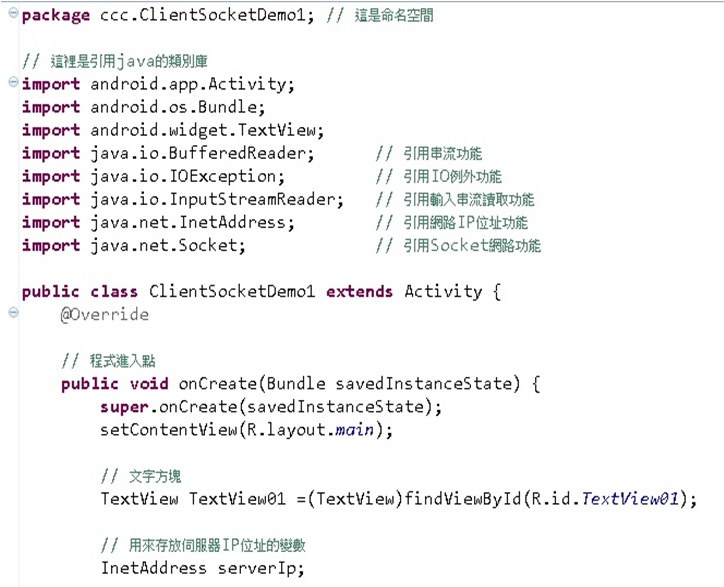 package ccc.ClientSocketDemo1; // 這是命名空間
// 這裡是引用java的類別庫
import android.app.Activity;
import android.os.Bundle;
import android.widget.TextView;
import java.io.BufferedReader; // 引用串流功能
import java.io.IOException; // 引用IO例外功能
import java.io.InputStreamReader; // 引用輸入串流讀取功能
import java.net.InetAddress; // 引用網路IP位址功能
import java.net.Socket; // 引用Socket網路功能
public class ClientSocketDemo1 extends Activity {
@Override
// 程式進入點
public void onCreate(Bundle savedInstanceState) {
super.onCreate(savedInstanceState);
setContentView(R.layout.main);
// 文字方塊
TextView TextView01 =(TextView)findViewById(R.id.TextView01);
// 用來存放伺服器IP位址的變數
InetAddress serverIp;